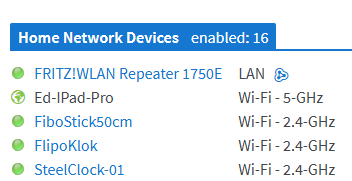 Home Network Devices enabled: 16
FRITZ!WLAN Repeater 1750E LAN
Ed-IPad-Pro Wi-Fi - 5-GHz
FiboStick50cm Wi-Fi - 2.4-GHz
FlipoKlok Wi-Fi - 2.4-GHz
SteelClock-01 Wi-Fi - 2.4-GHz